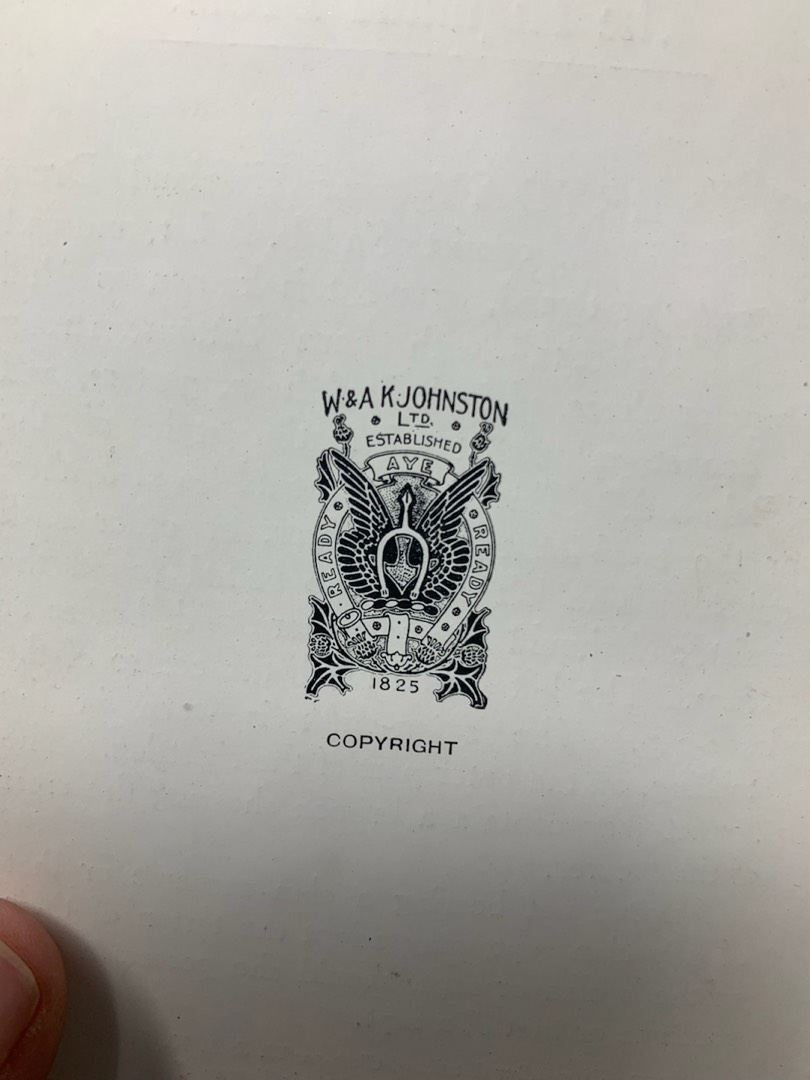 W. & A K. JOHNSTON
LTD.
ESTABLISHED
AYE
READY
READY
1825
COPYRIGHT